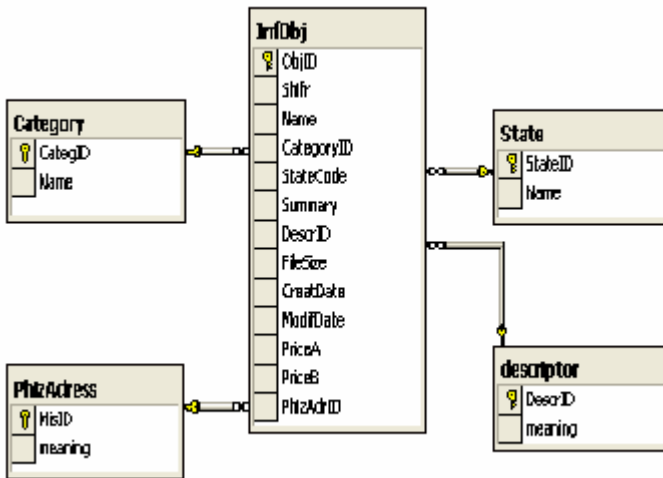 InfObj
ObjID
Shifr
Name
CategoryID
StateCode
Summary
DescrID
FileSize
CreatDate
ModifDate
PriceA
PriceB
PhizAdrID
Category
CategID
Name
State
StateID
Name
PhizAdress
MisID
meaning
descriptor
DescrID
meaning